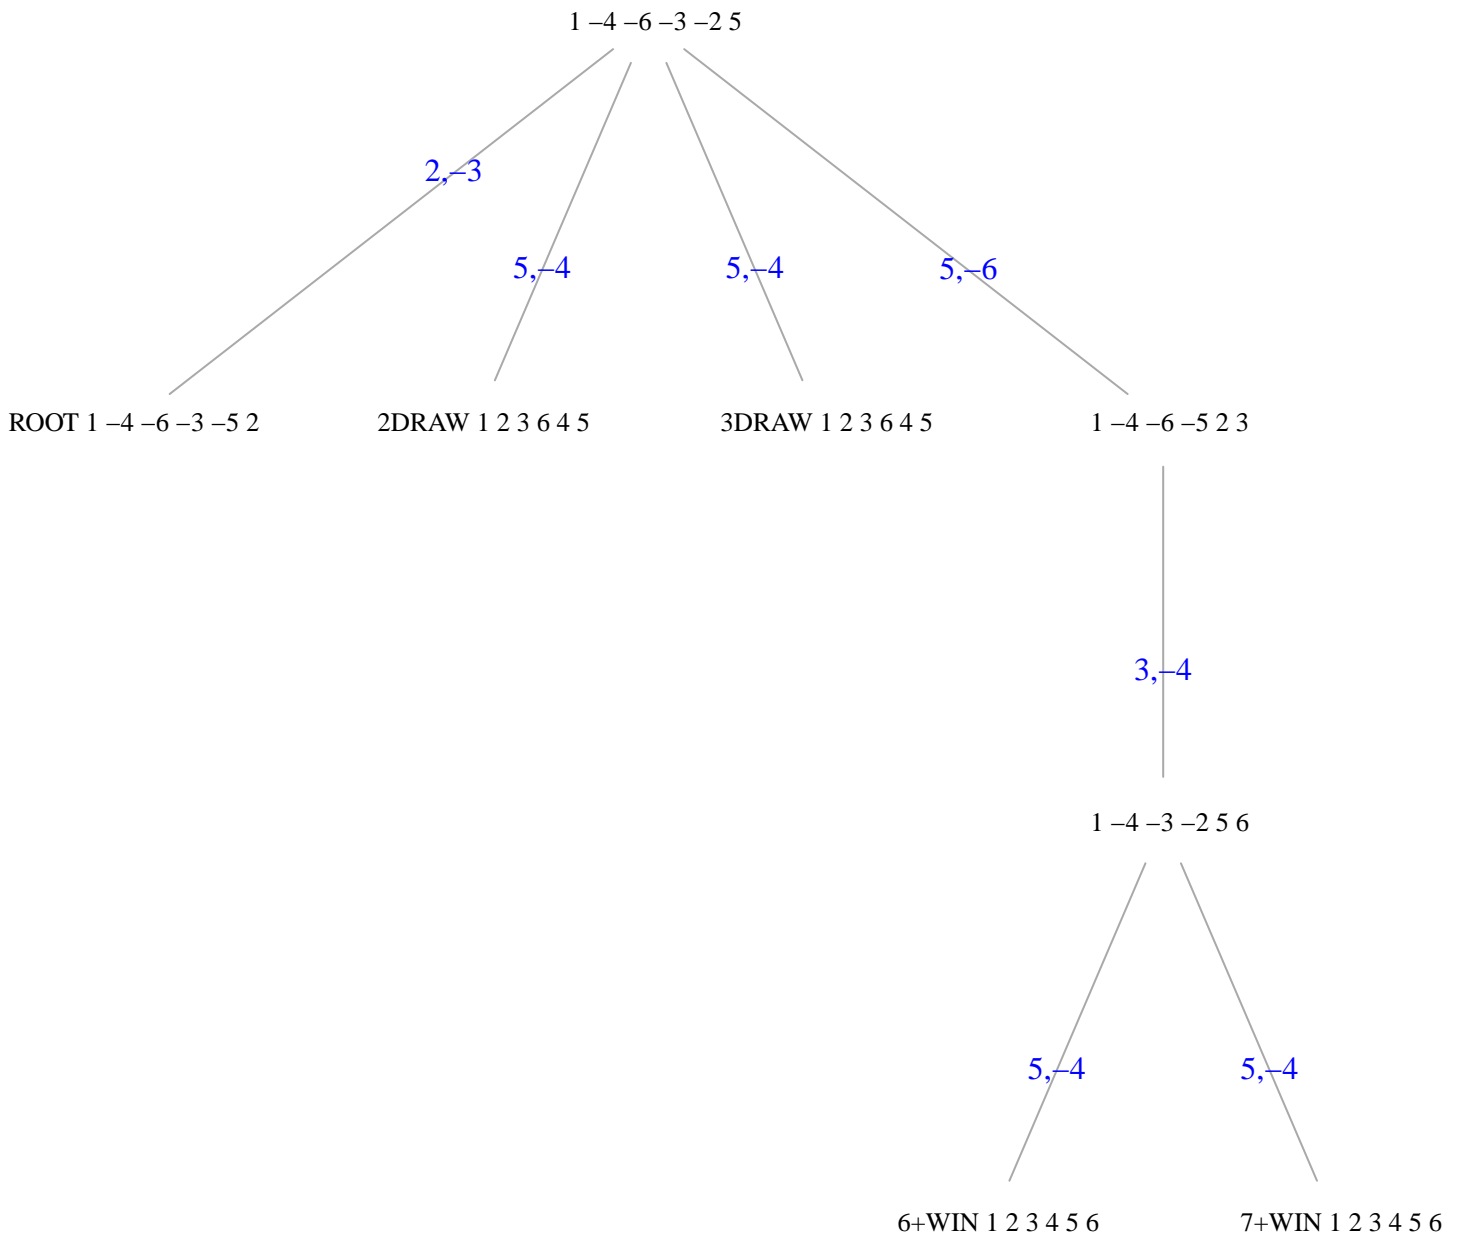 1 –4 –6 –3 –2 5
2,–3
5,–4
5,–4
5,–6
ROOT 1 –4 –6 –3 –5 2
2DRAW 1 2 3 6 4 5
3DRAW 1 2 3 6 4 5
1 –4 –6 –5 2 3
3,–4
1 –4 –3 –2 5 6
5,–4
5,–4
6+WIN 1 2 3 4 5 6
7+WIN 1 2 3 4 5 6